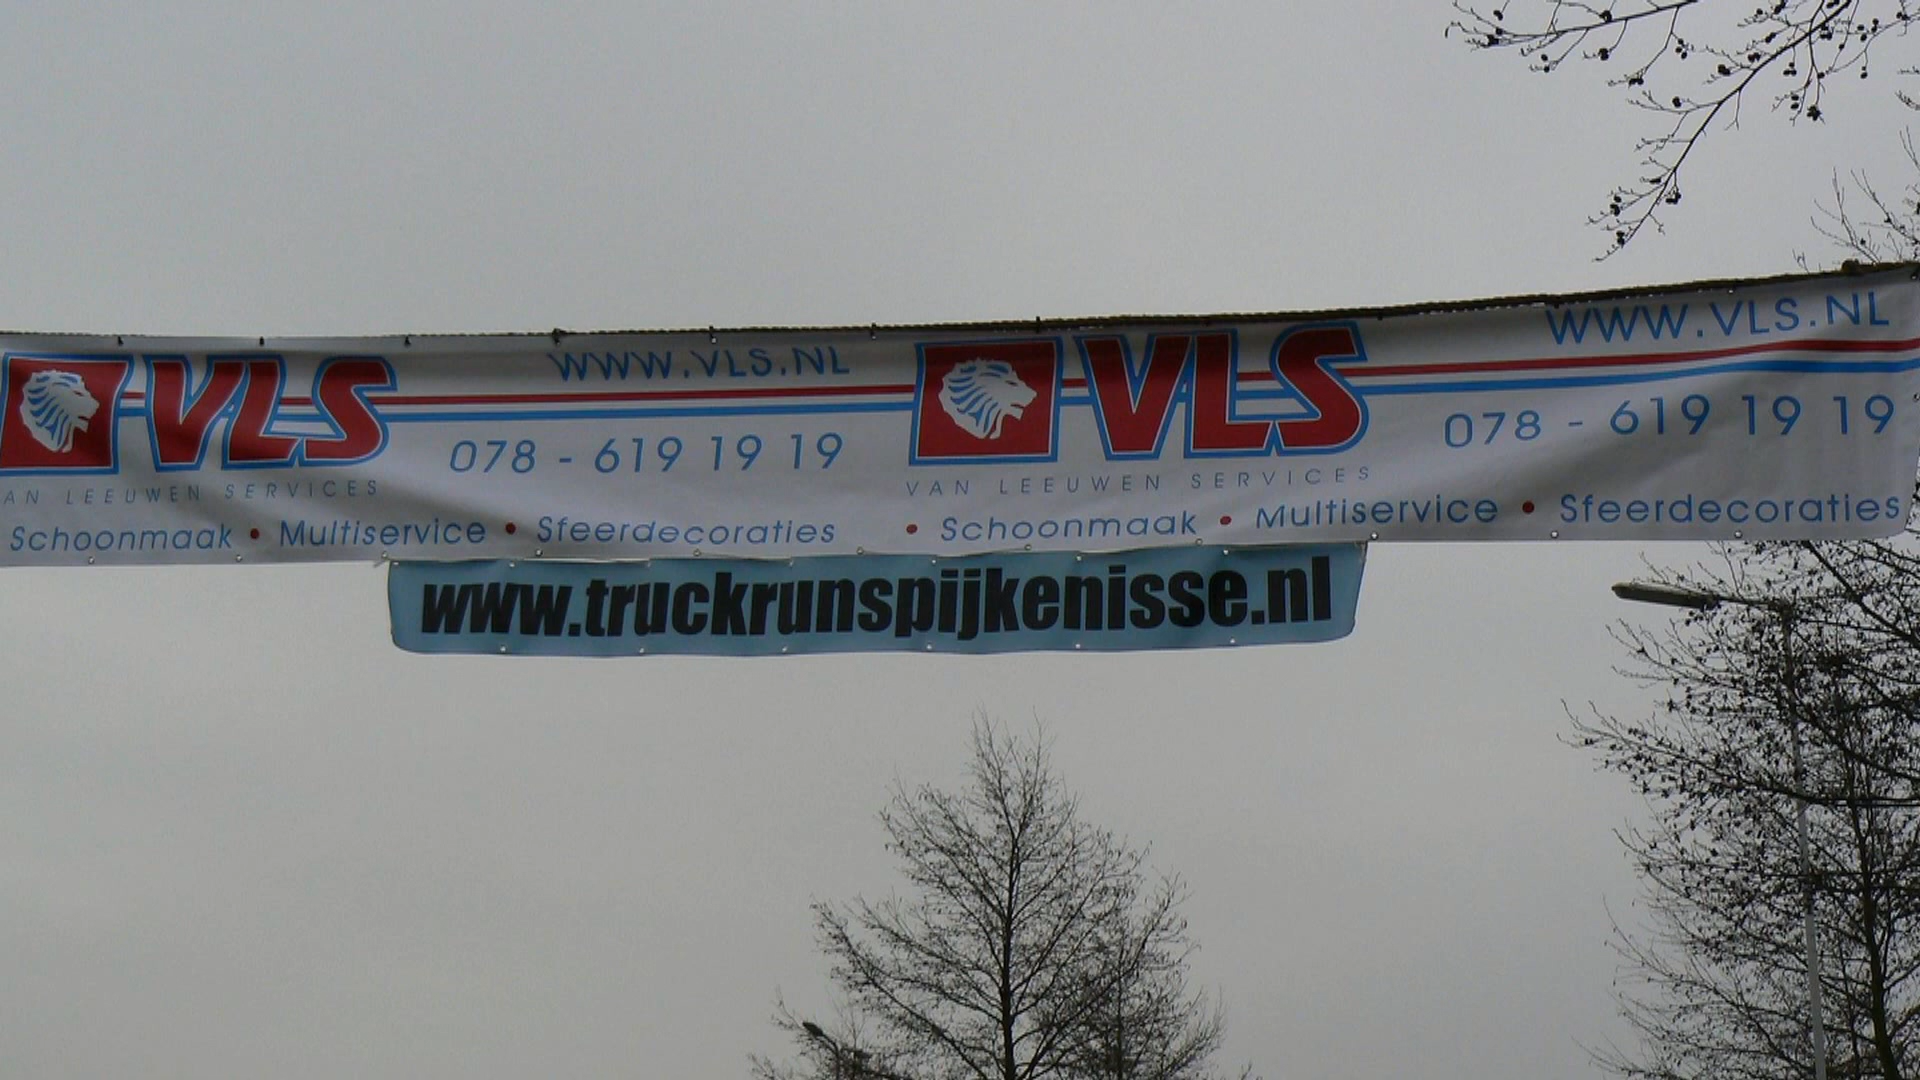 VLS
WWW.VLS.NL
078 - 619 19 19
AN LEEUWEN SERVICES
Schoonmaak • Multiservice • Sfeerdecoraties
VLS
WWW.VLS.NL
078 - 619 19 19
VAN LEEUWEN SERVICES
• Schoonmaak • Multiservice • Sfeerdecoraties
www.truckrunspijkenisse.nl